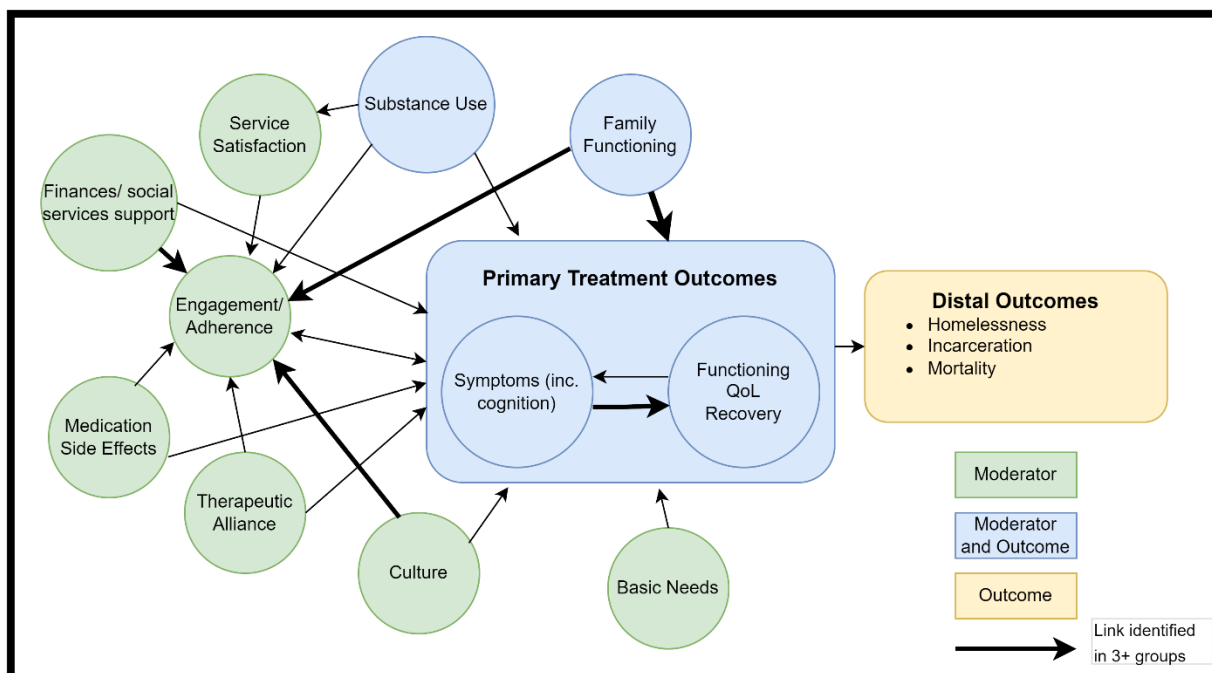 Substance Use
Family
Functioning
Service
Satisfaction
Finances/ social
services support
Engagement/
Adherence
Primary Treatment Outcomes
Symptoms (inc.
cognition)
Functioning
QoL
Recovery
Distal Outcomes
• Homelessness
• Incarceration
• Mortality
Medication
Side Effects
Therapeutic
Alliance
Culture
Basic Needs
Moderator
Moderator
and Outcome
Outcome
Link identified
in 3+ groups